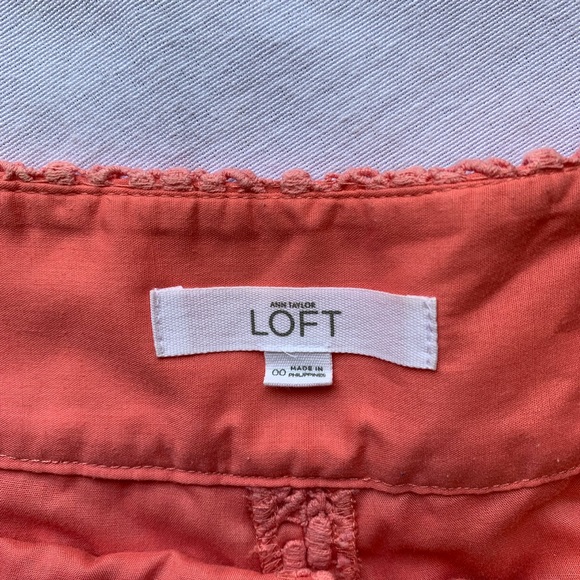 ANN TAYLOR
LOFT
00 MADE IN
PHILIPPINES